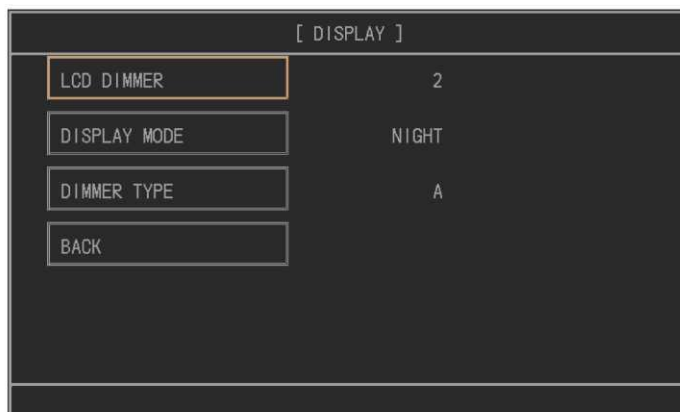 [ DISPLAY ]
LCD DIMMER 2
DISPLAY MODE NIGHT
DIMMER TYPE A
BACK